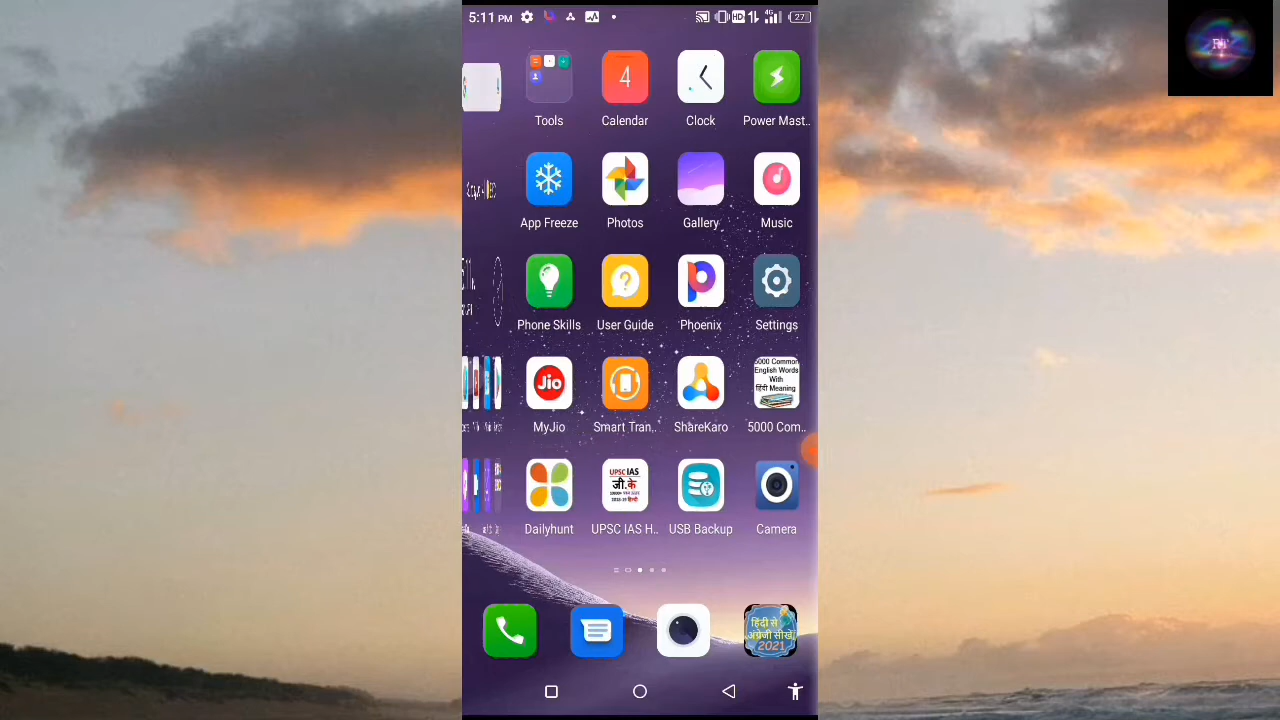 5:11 PM
HD
4G
27
4
Tools
Calendar
Clock
Power Mast..
App Freeze
Photos
Gallery
Music
Phone Skills
User Guide
Phoenix
Settings
Jio
5000 Common
English Words
With
हिंदी Meaning
MyJio
Smart Tran..
ShareKaro
5000 Com..
UPSC IAS
जी.के
Dailyhunt
UPSC IAS H..
USB Backup
Camera
हिंदी से
अंग्रेजी सीखें
2021